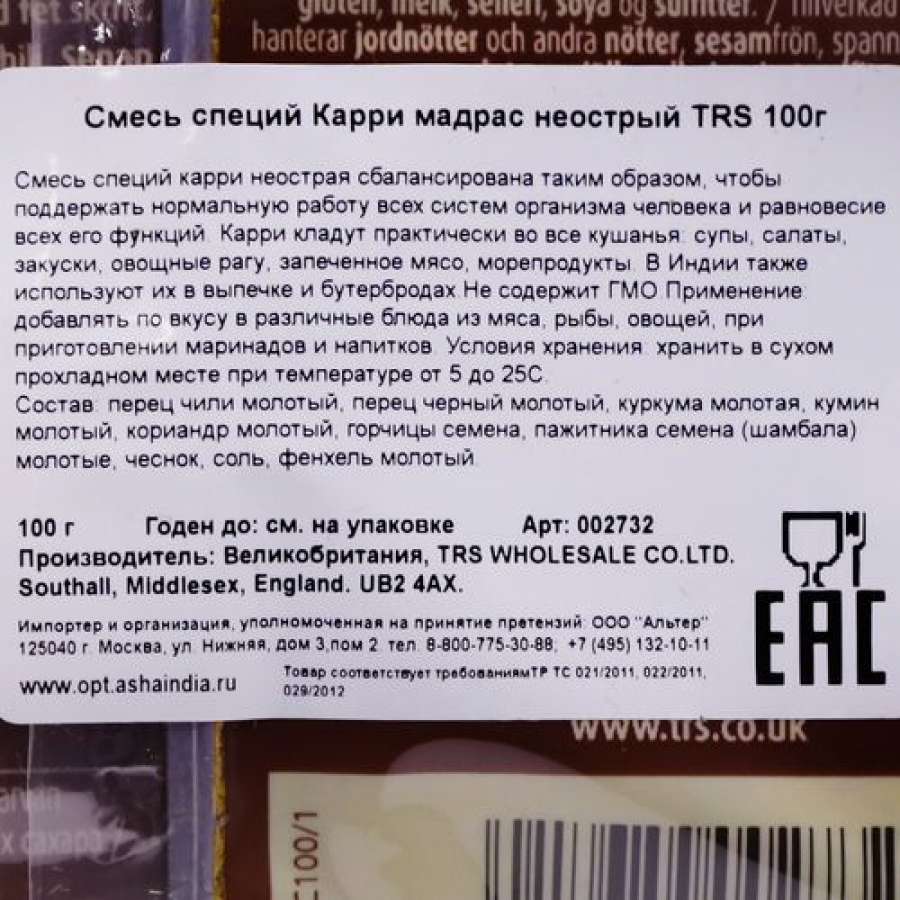 gluten, mjölk, selleri, soja og sulfitter. /
hanterar jordnötter och andra nötter, sesamfrön, spann
Смесь специй Карри мадрас неострый TRS 100г
Смесь специй карри неострая сбалансирована таким образом, чтобы
поддержать нормальную работу всех систем организма человека и равновесие
всех его функций. Карри кладут практически во все кушанья: супы, салаты,
закуски, овощные рагу, запеченное мясо, морепродукты. В Индии также
используют их в выпечке и бутербродах.Не содержит ГМО.Применение:
добавлять по вкусу в различные блюда из мяса, рыбы, овощей, при
приготовлении маринадов и напитков. Условия хранения: хранить в сухом
прохладном месте при температуре от 5 до 25С.
Состав: перец чили молотый, перец черный молотый, куркума молотая, кумин
молотый, кориандр молотый, горчицы семена, пажитника семена (шамбала)
молотые, чеснок, соль, фенхель молотый.
100 г Годен до: см. на упаковке Арт: 002732
Производитель: Великобритания, TRS WHOLESALE CO.LTD.
Southall, Middlesex, England. UB2 4AX.
Импортер и организация, уполномоченная на принятие претензий: ООО "Альтер"
125040 г. Москва, ул. Нижняя, дом 3,пом 2. тел. 8-800-775-30-88; +7 (495) 132-10-11
www.opt.ashaindia.ru
Товар соответствует требованиямТР ТС 021/2011, 022/2011,
029/2012
EAC
www.trs.co.uk
C100/1